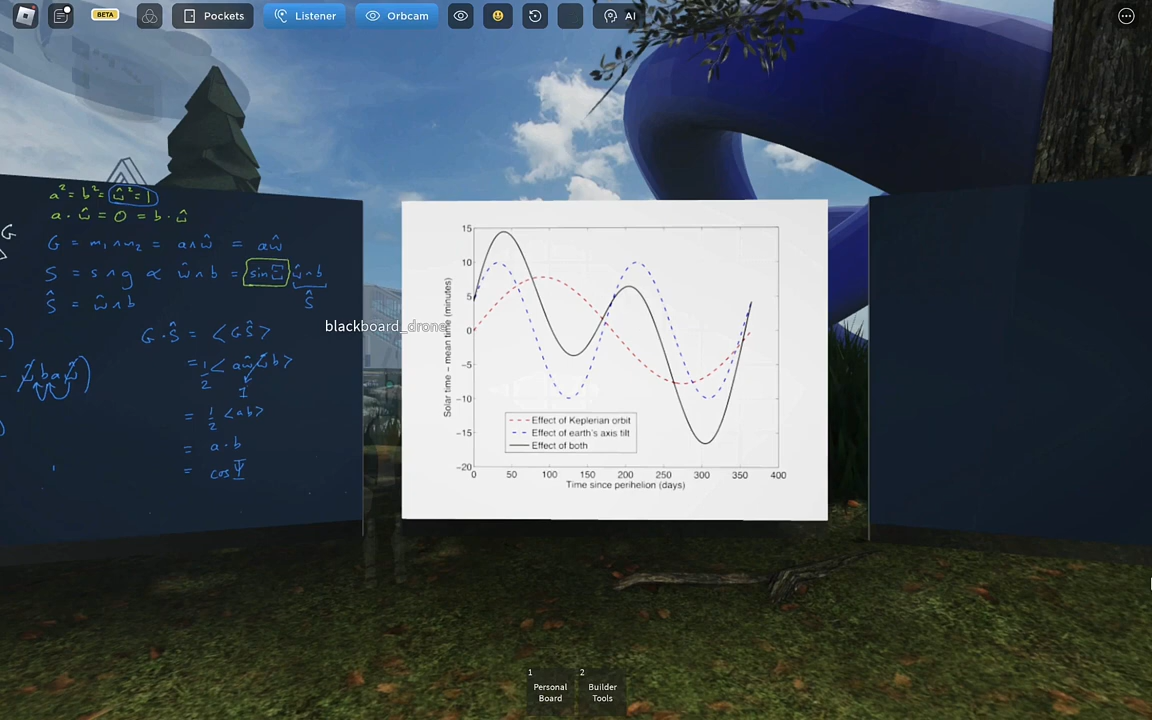 BETA
Pockets
Listener
Orbcam
AI
a² = b² = ŵ² = 1
a · ŵ = 0 = b · ŵ
G
G = m₁ ∧ m₂ = a ∧ ŵ = aŵ
S = s ∧ g ∝ ŵ ∧ b = sin Ξ ŵ ∧ b
Ŝ
Ŝ = ŵ ∧ b
G · Ŝ = <GŜ>
1
= 1/2 <ab>
= a · b
= cos Ψ
blackboard_drone
Solar time − mean time (minutes)
15
10
5
0
−5
−10
−15
−20
Effect of Keplerian orbit
Effect of earth's axis tilt
Effect of both
0 50 100 150 200 250 300 350 400
Time since perihelion (days)
1 2
Personal Board
Builder Tools